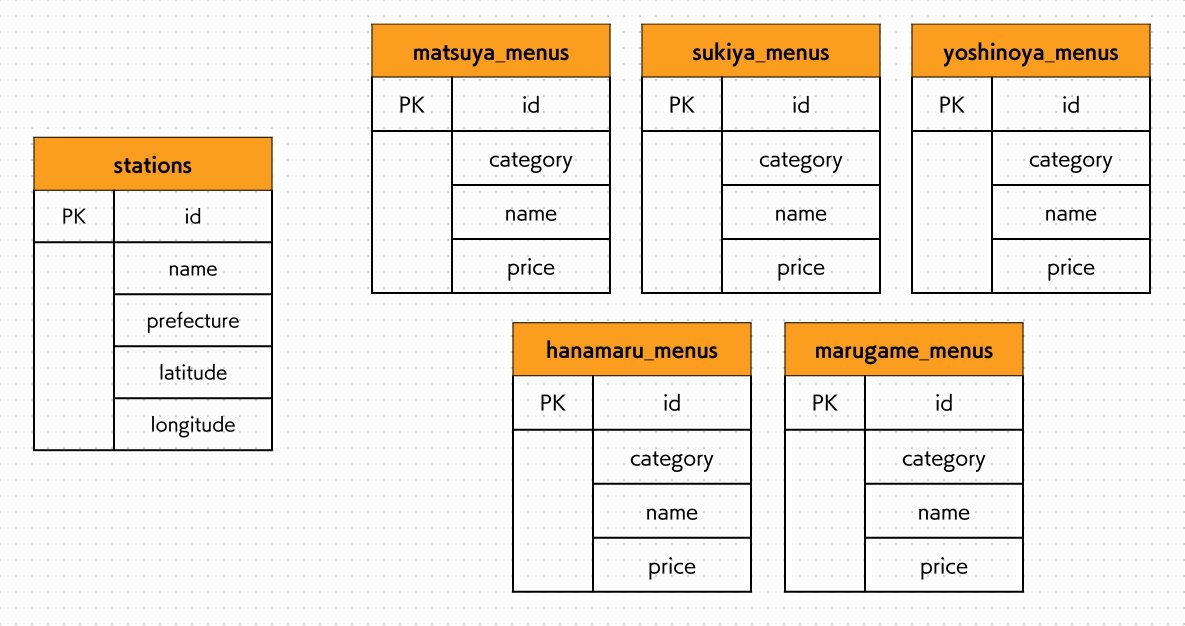 matsuya_menus
PK id
category
name
price
sukiya_menus
PK id
category
name
price
yoshinoya_menus
PK id
category
name
price
stations
PK id
name
prefecture
latitude
longitude
hanamaru_menus
PK id
category
name
price
marugame_menus
PK id
category
name
price